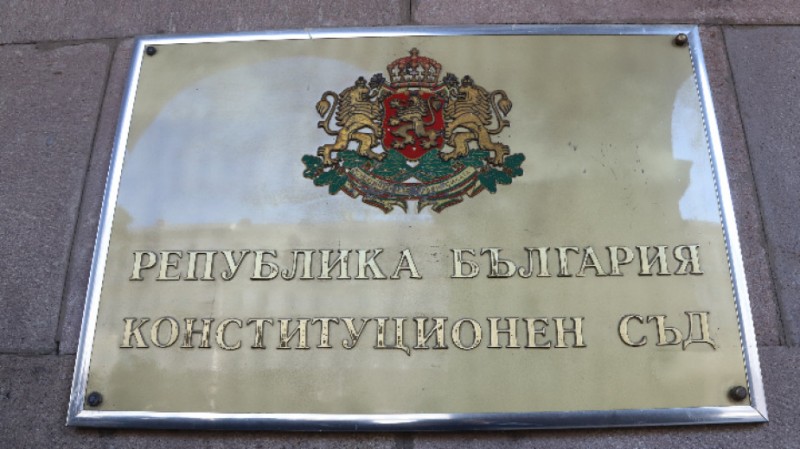 РЕПУБЛИКА БЪЛГАРИЯ
КОНСТИТУЦИОНЕН СЪД